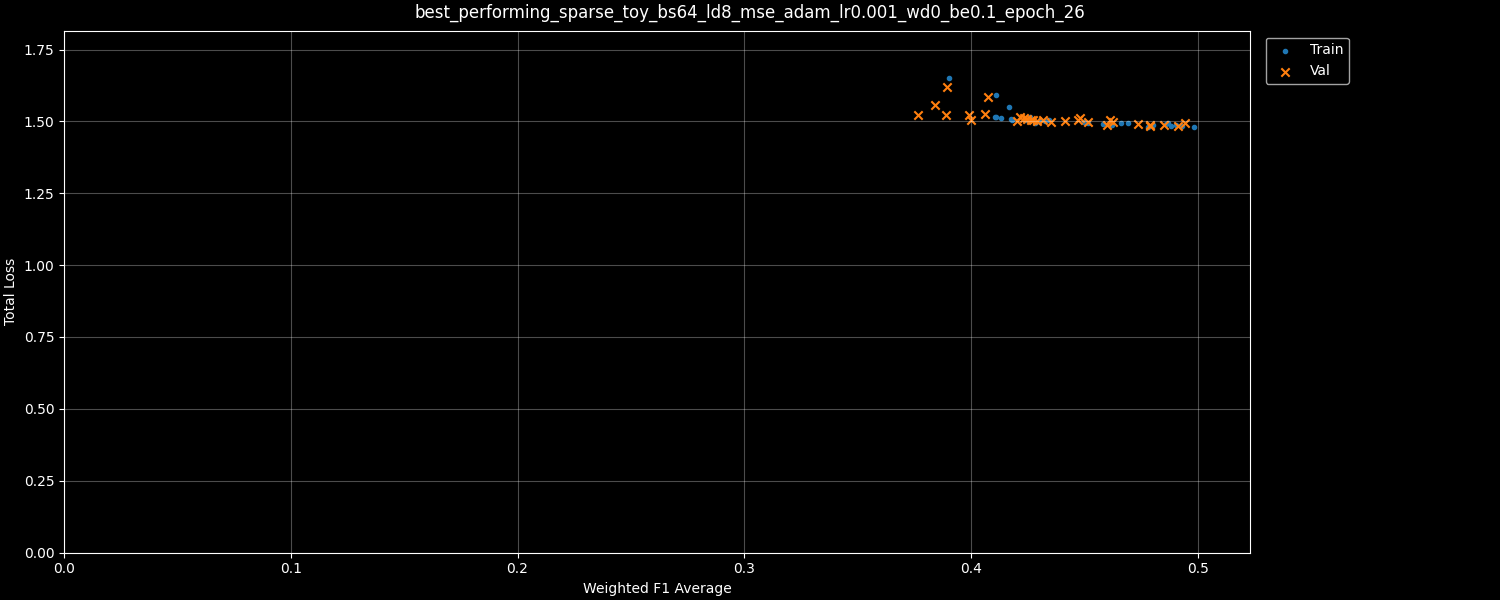 best_performing_sparse_toy_bs64_ld8_mse_adam_lr0.001_wd0_be0.1_epoch_26
Train
Val
1.75
1.50
1.25
1.00
0.75
0.50
0.25
0.00
Total Loss
0.0 0.1 0.2 0.3 0.4 0.5
Weighted F1 Average